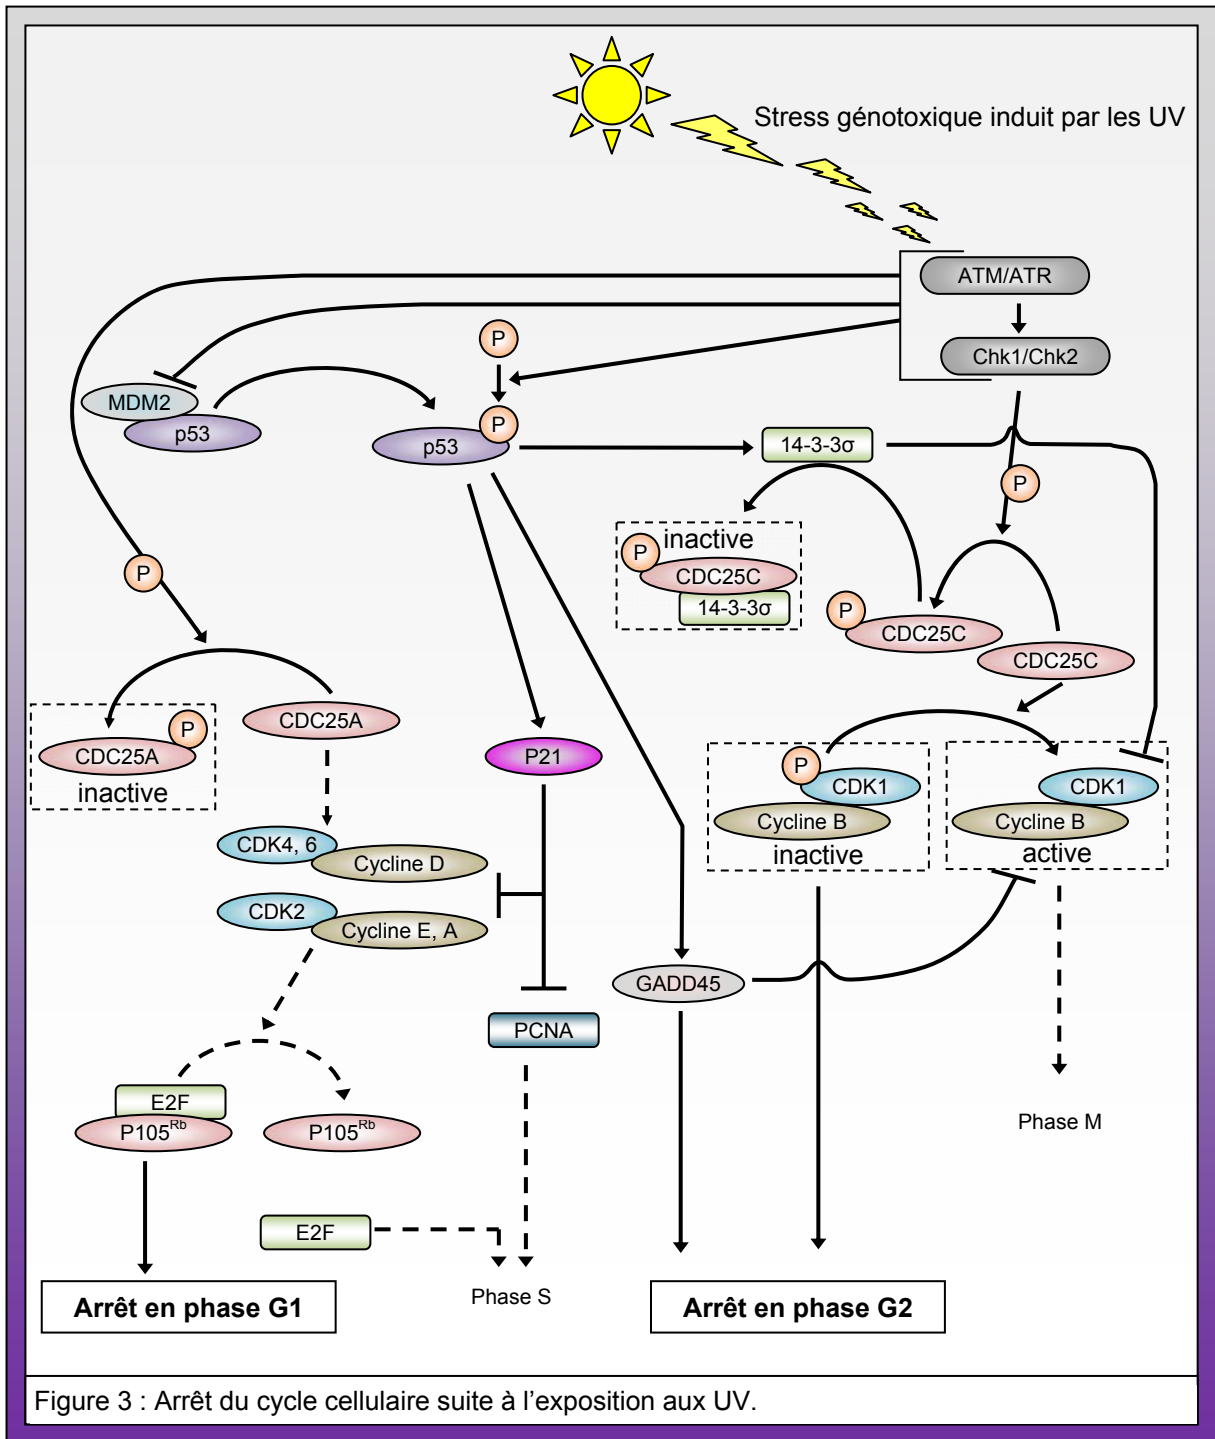 Stress génotoxique induit par les UV
ATM/ATR
Chk1/Chk2
P
MDM2
p53
P
p53
14-3-3σ
P
inactive
P
CDC25C
14-3-3σ
P
CDC25C
CDC25C
P
CDC25A
P
CDC25A
inactive
P21
P
CDK1
Cycline B
inactive
CDK1
Cycline B
active
CDK4, 6
Cycline D
CDK2
Cycline E, A
GADD45
PCNA
E2F
P105Rb
P105Rb
Phase M
E2F
Phase S
Arrêt en phase G1
Arrêt en phase G2
Figure 3 : Arrêt du cycle cellulaire suite à l’exposition aux UV.